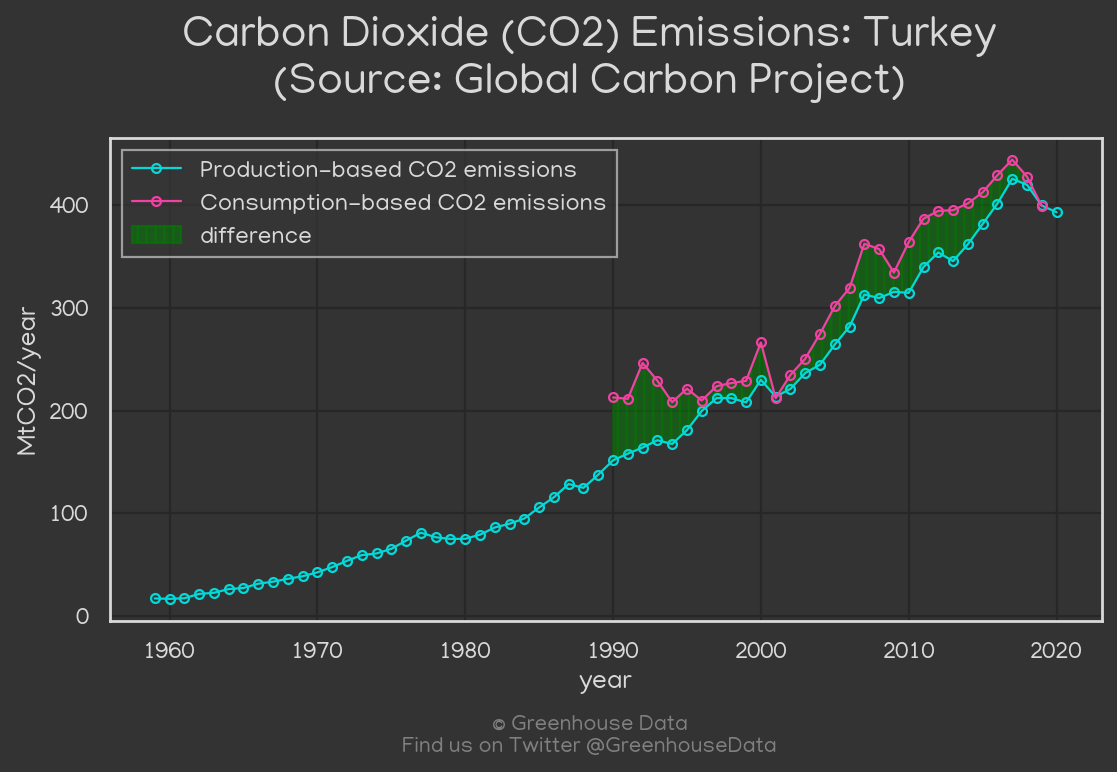 Carbon Dioxide (CO2) Emissions: Turkey
(Source: Global Carbon Project)
Production-based CO2 emissions
Consumption-based CO2 emissions
difference
400
300
200
100
0
MtCO2/year
1960 1970 1980 1990 2000 2010 2020
year
© Greenhouse Data
Find us on Twitter @GreenhouseData